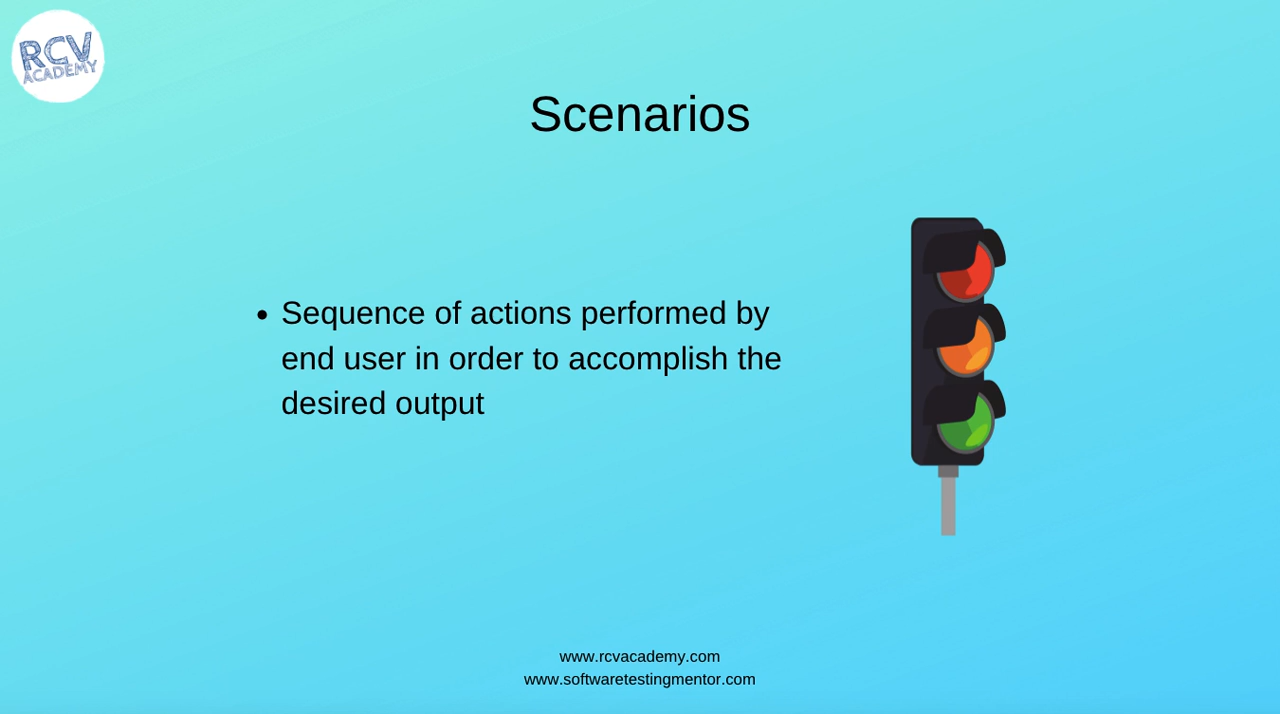 RCV
ACADEMY
Scenarios
• Sequence of actions performed by
end user in order to accomplish the
desired output
www.rcvacademy.com
www.softwaretestingmentor.com